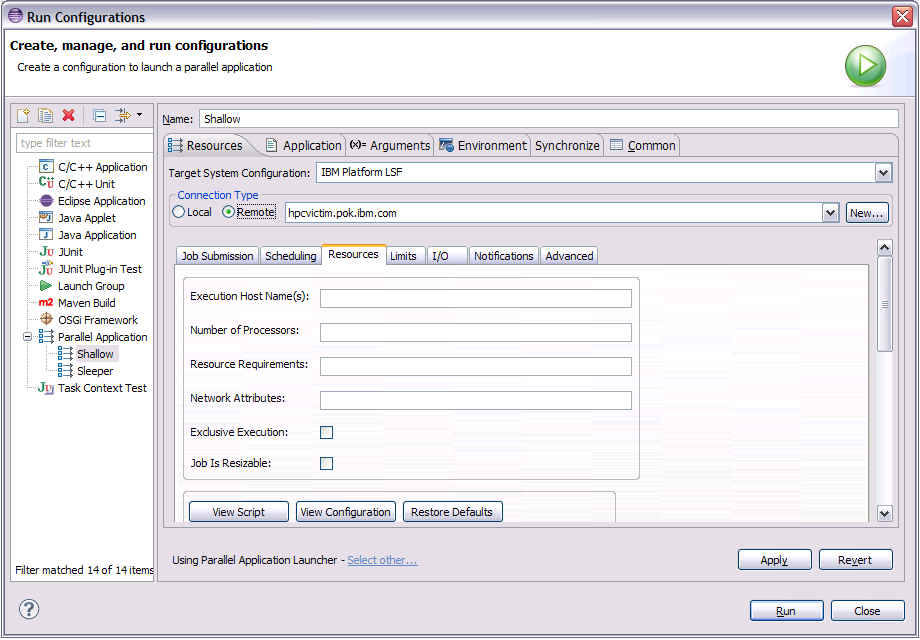 Run Configurations
Create, manage, and run configurations
Create a configuration to launch a parallel application
type filter text
C/C++ Application
C/C++ Unit
Eclipse Application
Java Applet
Java Application
JUnit
JUnit Plug-in Test
Launch Group
m2 Maven Build
OSGi Framework
Parallel Application
Shallow
Sleeper
Task Context Test
Filter matched 14 of 14 items
Name: Shallow
Resources Application (x)= Arguments Environment Synchronize Common
Target System Configuration: IBM Platform LSF
Connection Type
Local Remote hpcvictim.pok.ibm.com New...
Job Submission Scheduling Resources Limits I/O Notifications Advanced
Execution Host Name(s):
Number of Processors:
Resource Requirements:
Network Attributes:
Exclusive Execution:
Job Is Resizable:
View Script View Configuration Restore Defaults
Using Parallel Application Launcher - Select other...
Apply Revert
? Run Close